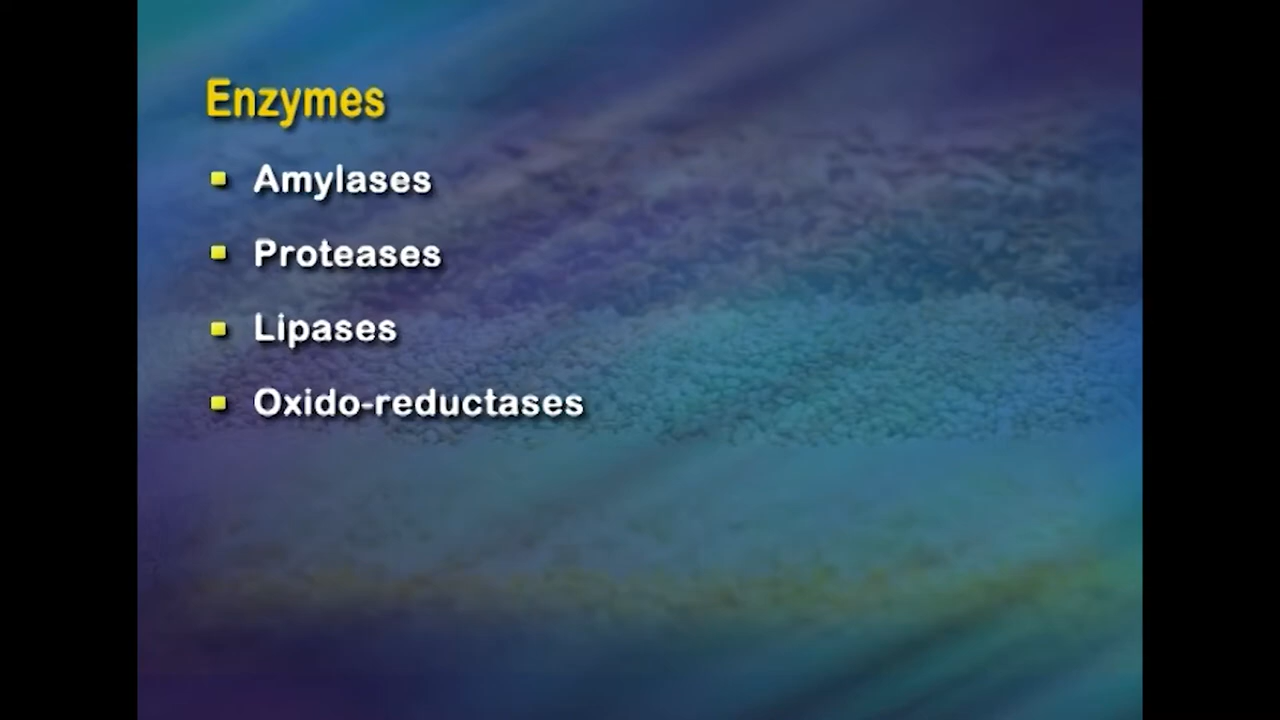 Enzymes
Amylases
Proteases
Lipases
Oxido-reductases